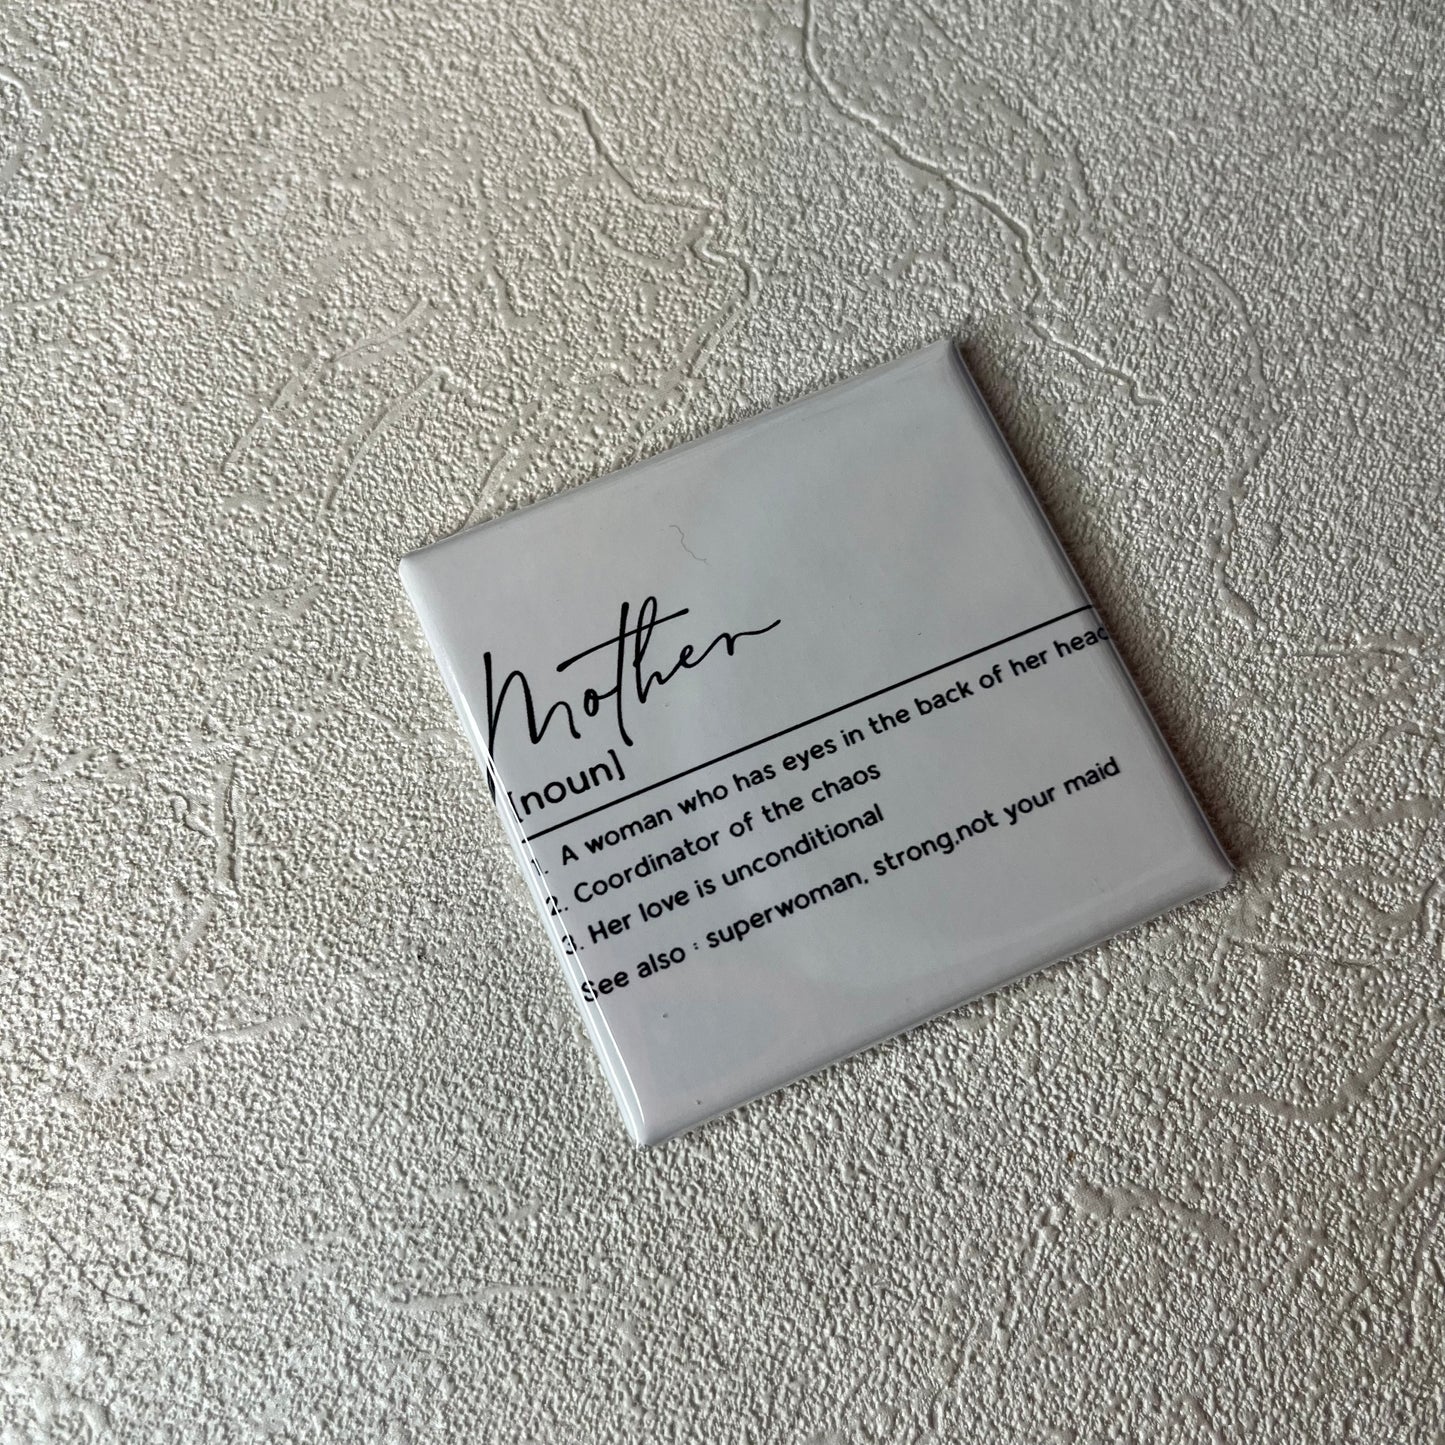 Mother
[noun]
1. A woman who has eyes in the back of her head
2. Coordinator of the chaos
3. Her love is unconditional
See also : superwoman, strong,not your maid